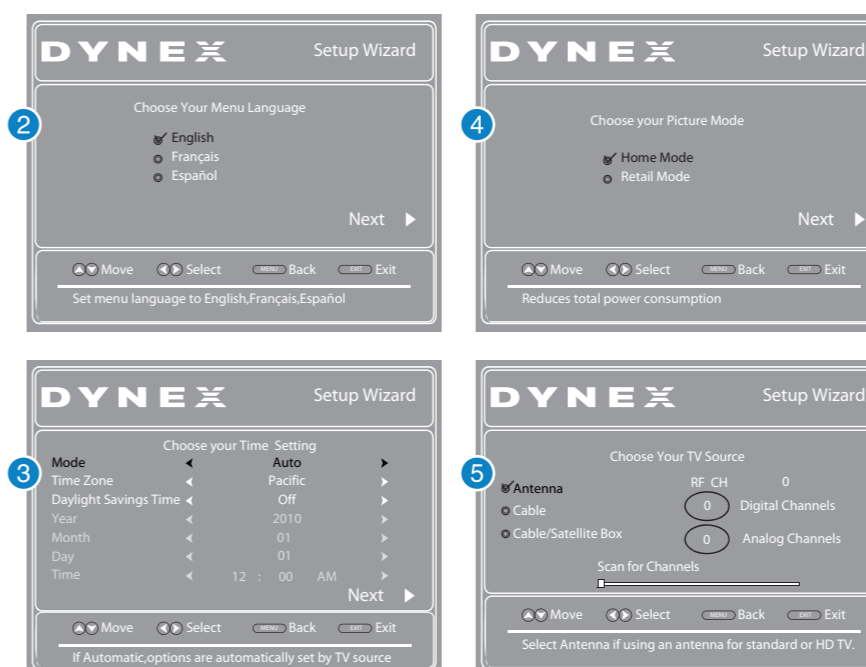 DYNEX Setup Wizard
2
Choose Your Menu Language
English
Français
Español
Next
Move Select MENU Back EXIT Exit
Set menu language to English,Français,Español
DYNEX Setup Wizard
4
Choose your Picture Mode
Home Mode
Retail Mode
Next
Move Select MENU Back EXIT Exit
Reduces total power consumption
DYNEX Setup Wizard
3
Choose your Time Setting
Mode Auto
Time Zone Pacific
Daylight Savings Time Off
Year 2010
Month 01
Day 01
Time 12 : 00 AM
Next
Move Select MENU Back EXIT Exit
If Automatic,options are automatically set by TV source
DYNEX Setup Wizard
5
Choose Your TV Source
Antenna RF CH 0
Cable 0 Digital Channels
Cable/Satellite Box 0 Analog Channels
Scan for Channels
Move Select MENU Back EXIT Exit
Select Antenna if using an antenna for standard or HD TV.